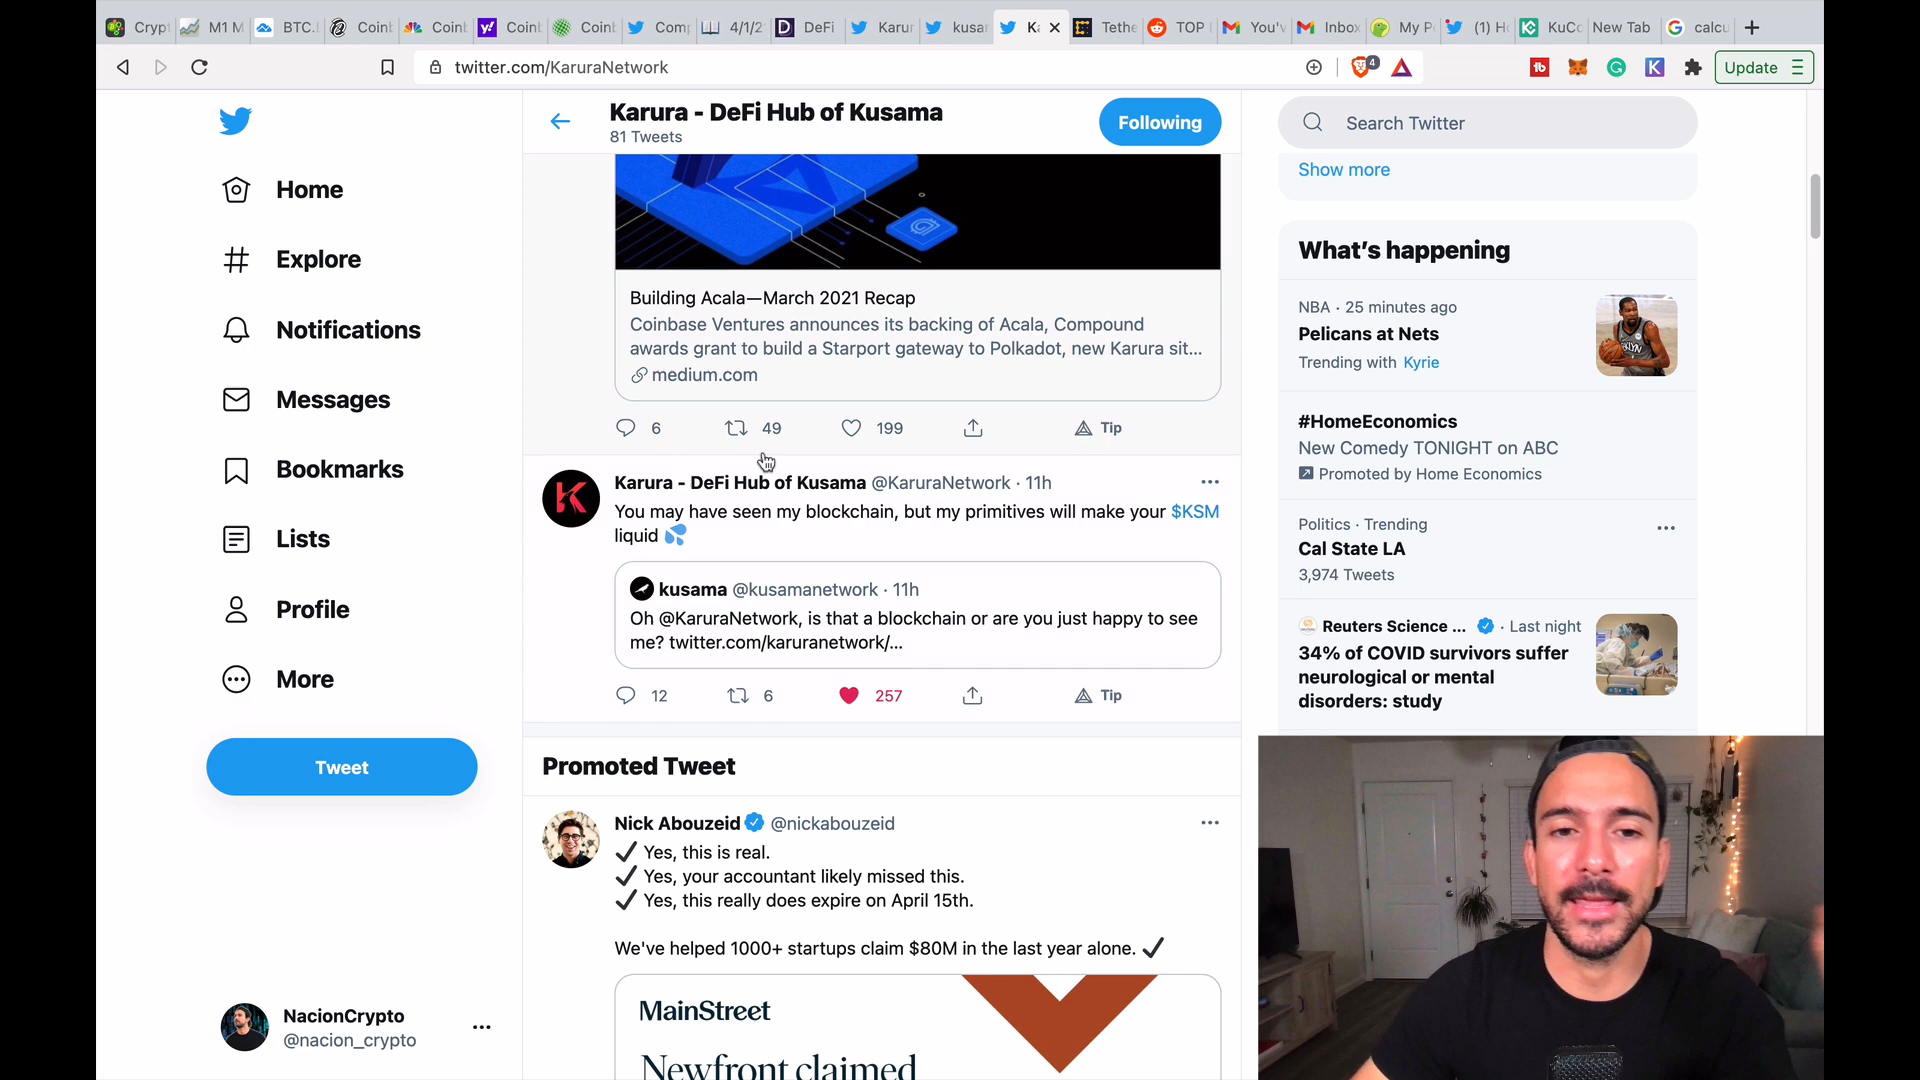 Crypt
M1 M
BTC.
Coinb
Coinb
Coinb
Coinb
Comp
4/1/2
DeFi
Karur
kusar
Ka
Tethe
TOP
You'v
Inbox
My P
(1) H
KuCo
New Tab
calcu
twitter.com/KaruraNetwork
4
Update
Karura - DeFi Hub of Kusama
81 Tweets
Following
Search Twitter
Home
Explore
Notifications
Messages
Bookmarks
Lists
Profile
More
Tweet
NacionCrypto
@nacion_crypto
Building Acala—March 2021 Recap
Coinbase Ventures announces its backing of Acala, Compound
awards grant to build a Starport gateway to Polkadot, new Karura sit...
medium.com
6 49 199 Tip
Karura - DeFi Hub of Kusama @KaruraNetwork · 11h
You may have seen my blockchain, but my primitives will make your $KSM
liquid 💦
kusama @kusamanetwork · 11h
Oh @KaruraNetwork, is that a blockchain or are you just happy to see
me? twitter.com/karuranetwork/...
12 6 257 Tip
Promoted Tweet
Nick Abouzeid @nickabouzeid
✔ Yes, this is real.
✔ Yes, your accountant likely missed this.
✔ Yes, this really does expire on April 15th.
We've helped 1000+ startups claim $80M in the last year alone. ✔
MainStreet
Newfront claimed
Show more
What's happening
NBA · 25 minutes ago
Pelicans at Nets
Trending with Kyrie
#HomeEconomics
New Comedy TONIGHT on ABC
Promoted by Home Economics
Politics · Trending
Cal State LA
3,974 Tweets
Reuters Science ... · Last night
34% of COVID survivors suffer
neurological or mental
disorders: study